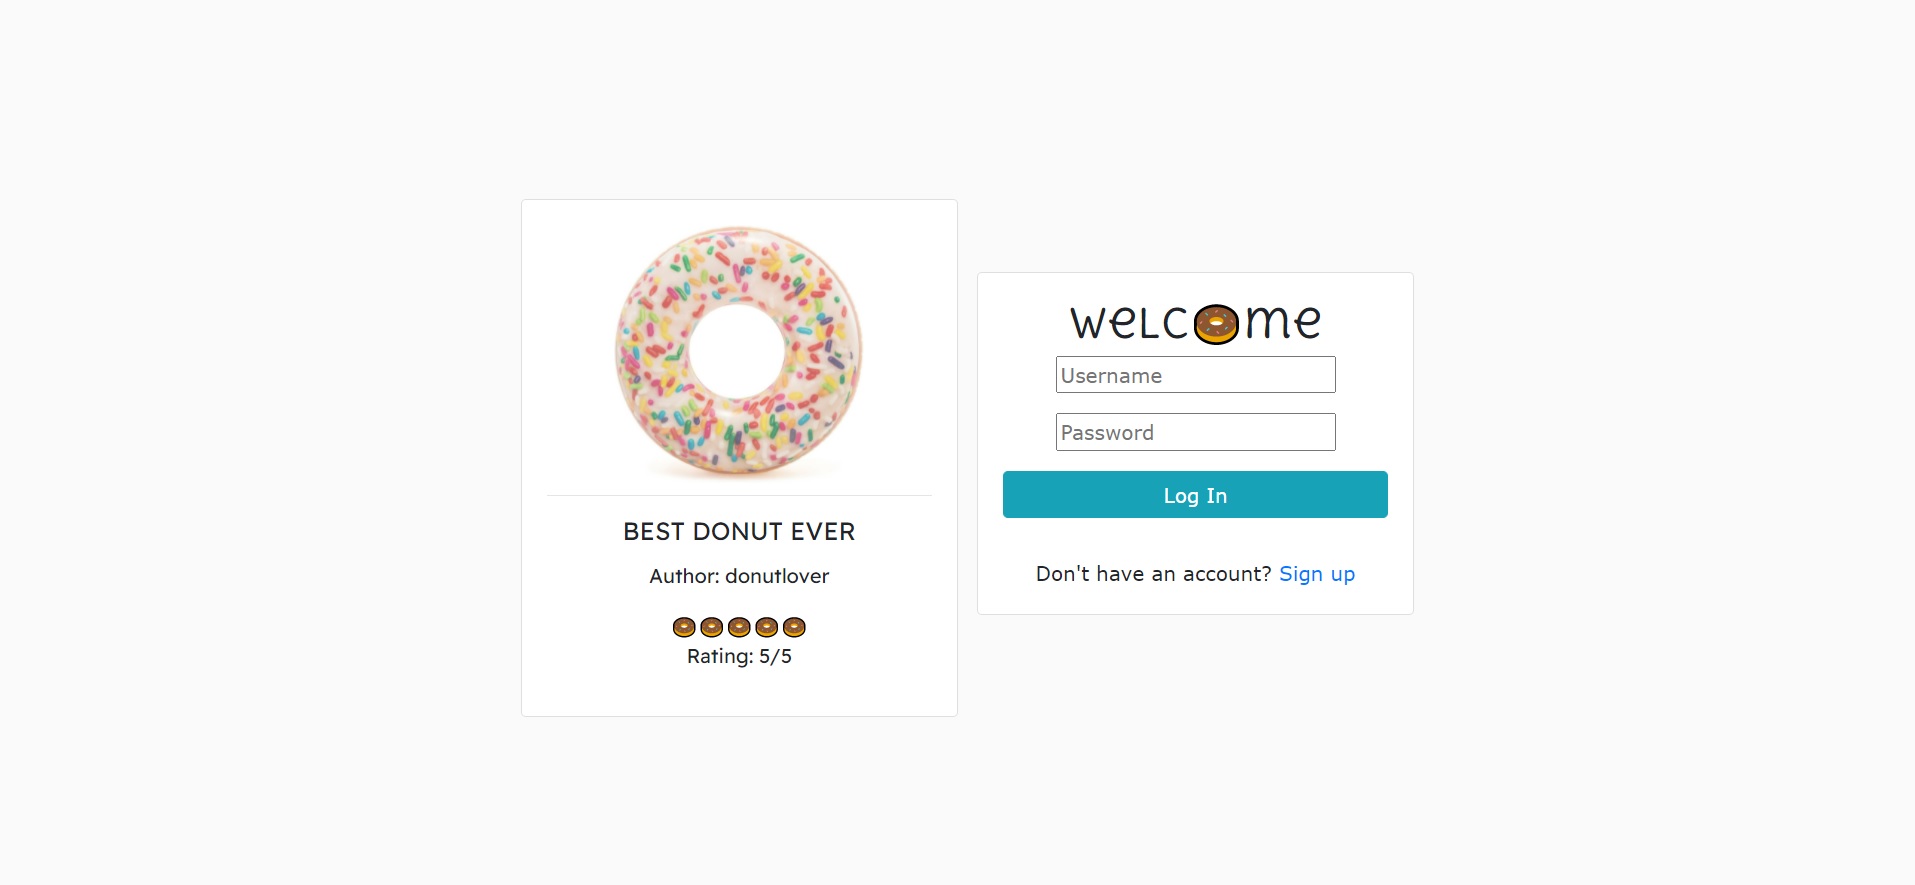 BEST DONUT EVER
Author: donutlover
Rating: 5/5
welcome
Username
Password
Log In
Don't have an account? Sign up